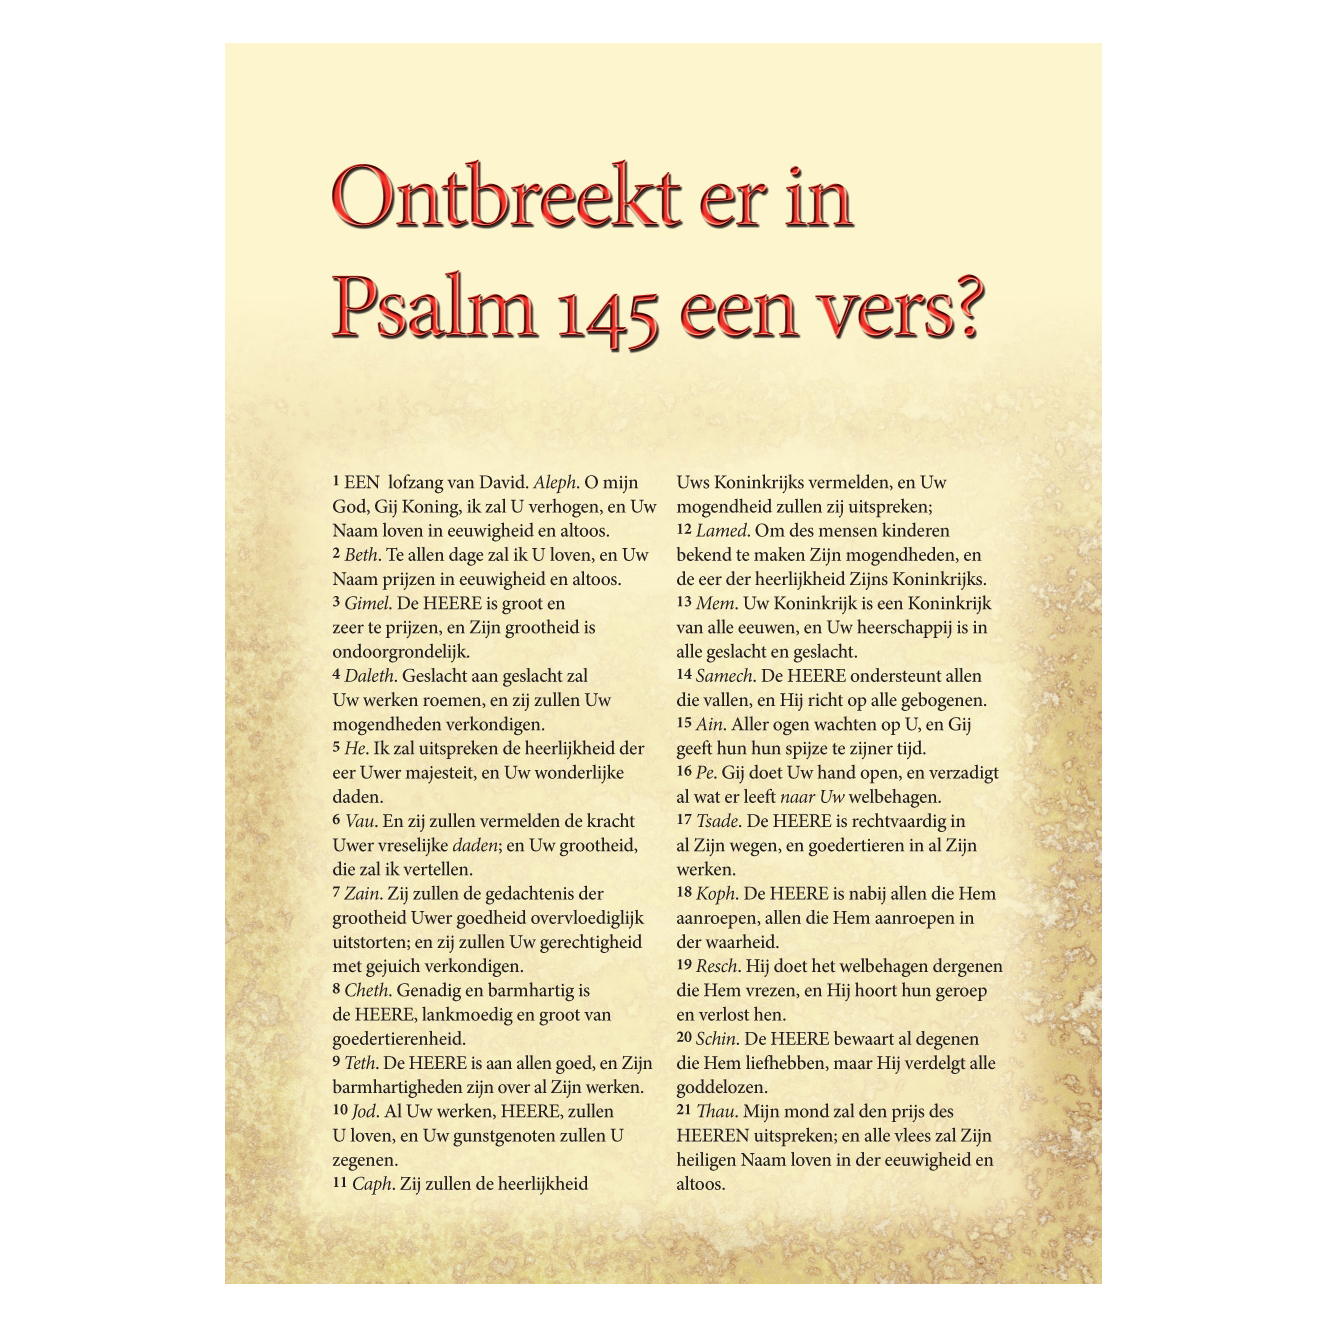 Ontbreekt er in
Psalm 145 een vers?
1 EEN lofzang van David. Aleph. O mijn
God, Gij Koning, ik zal U verhogen, en Uw
Naam loven in eeuwigheid en altoos.
2 Beth. Te allen dage zal ik U loven, en Uw
Naam prijzen in eeuwigheid en altoos.
3 Gimel. De HEERE is groot en
zeer te prijzen, en Zijn grootheid is
ondoorgrondelijk.
4 Daleth. Geslacht aan geslacht zal
Uw werken roemen, en zij zullen Uw
mogendheden verkondigen.
5 He. Ik zal uitspreken de heerlijkheid der
eer Uwer majesteit, en Uw wonderlijke
daden.
6 Vau. En zij zullen vermelden de kracht
Uwer vreselijke daden; en Uw grootheid,
die zal ik vertellen.
7 Zain. Zij zullen de gedachtenis der
grootheid Uwer goedheid overvloediglijk
uitstorten; en zij zullen Uw gerechtigheid
met gejuich verkondigen.
8 Cheth. Genadig en barmhartig is
de HEERE, lankmoedig en groot van
goedertierenheid.
9 Teth. De HEERE is aan allen goed, en Zijn
barmhartigheden zijn over al Zijn werken.
10 Jod. Al Uw werken, HEERE, zullen
U loven, en Uw gunstgenoten zullen U
zegenen.
11 Caph. Zij zullen de heerlijkheid
Uws Koninkrijks vermelden, en Uw
mogendheid zullen zij uitspreken;
12 Lamed. Om des mensen kinderen
bekend te maken Zijn mogendheden, en
de eer der heerlijkheid Zijns Koninkrijks.
13 Mem. Uw Koninkrijk is een Koninkrijk
van alle eeuwen, en Uw heerschappij is in
alle geslacht en geslacht.
14 Samech. De HEERE ondersteunt allen
die vallen, en Hij richt op alle gebogenen.
15 Ain. Aller ogen wachten op U, en Gij
geeft hun hun spijze te zijner tijd.
16 Pe. Gij doet Uw hand open, en verzadigt
al wat er leeft naar Uw welbehagen.
17 Tsade. De HEERE is rechtvaardig in
al Zijn wegen, en goedertieren in al Zijn
werken.
18 Koph. De HEERE is nabij allen die Hem
aanroepen, allen die Hem aanroepen in
der waarheid.
19 Resch. Hij doet het welbehagen dergenen
die Hem vrezen, en Hij hoort hun geroep
en verlost hen.
20 Schin. De HEERE bewaart al degenen
die Hem liefhebben, maar Hij verdelgt alle
goddelozen.
21 Thau. Mijn mond zal den prijs des
HEEREN uitspreken; en alle vlees zal Zijn
heiligen Naam loven in der eeuwigheid en
altoos.